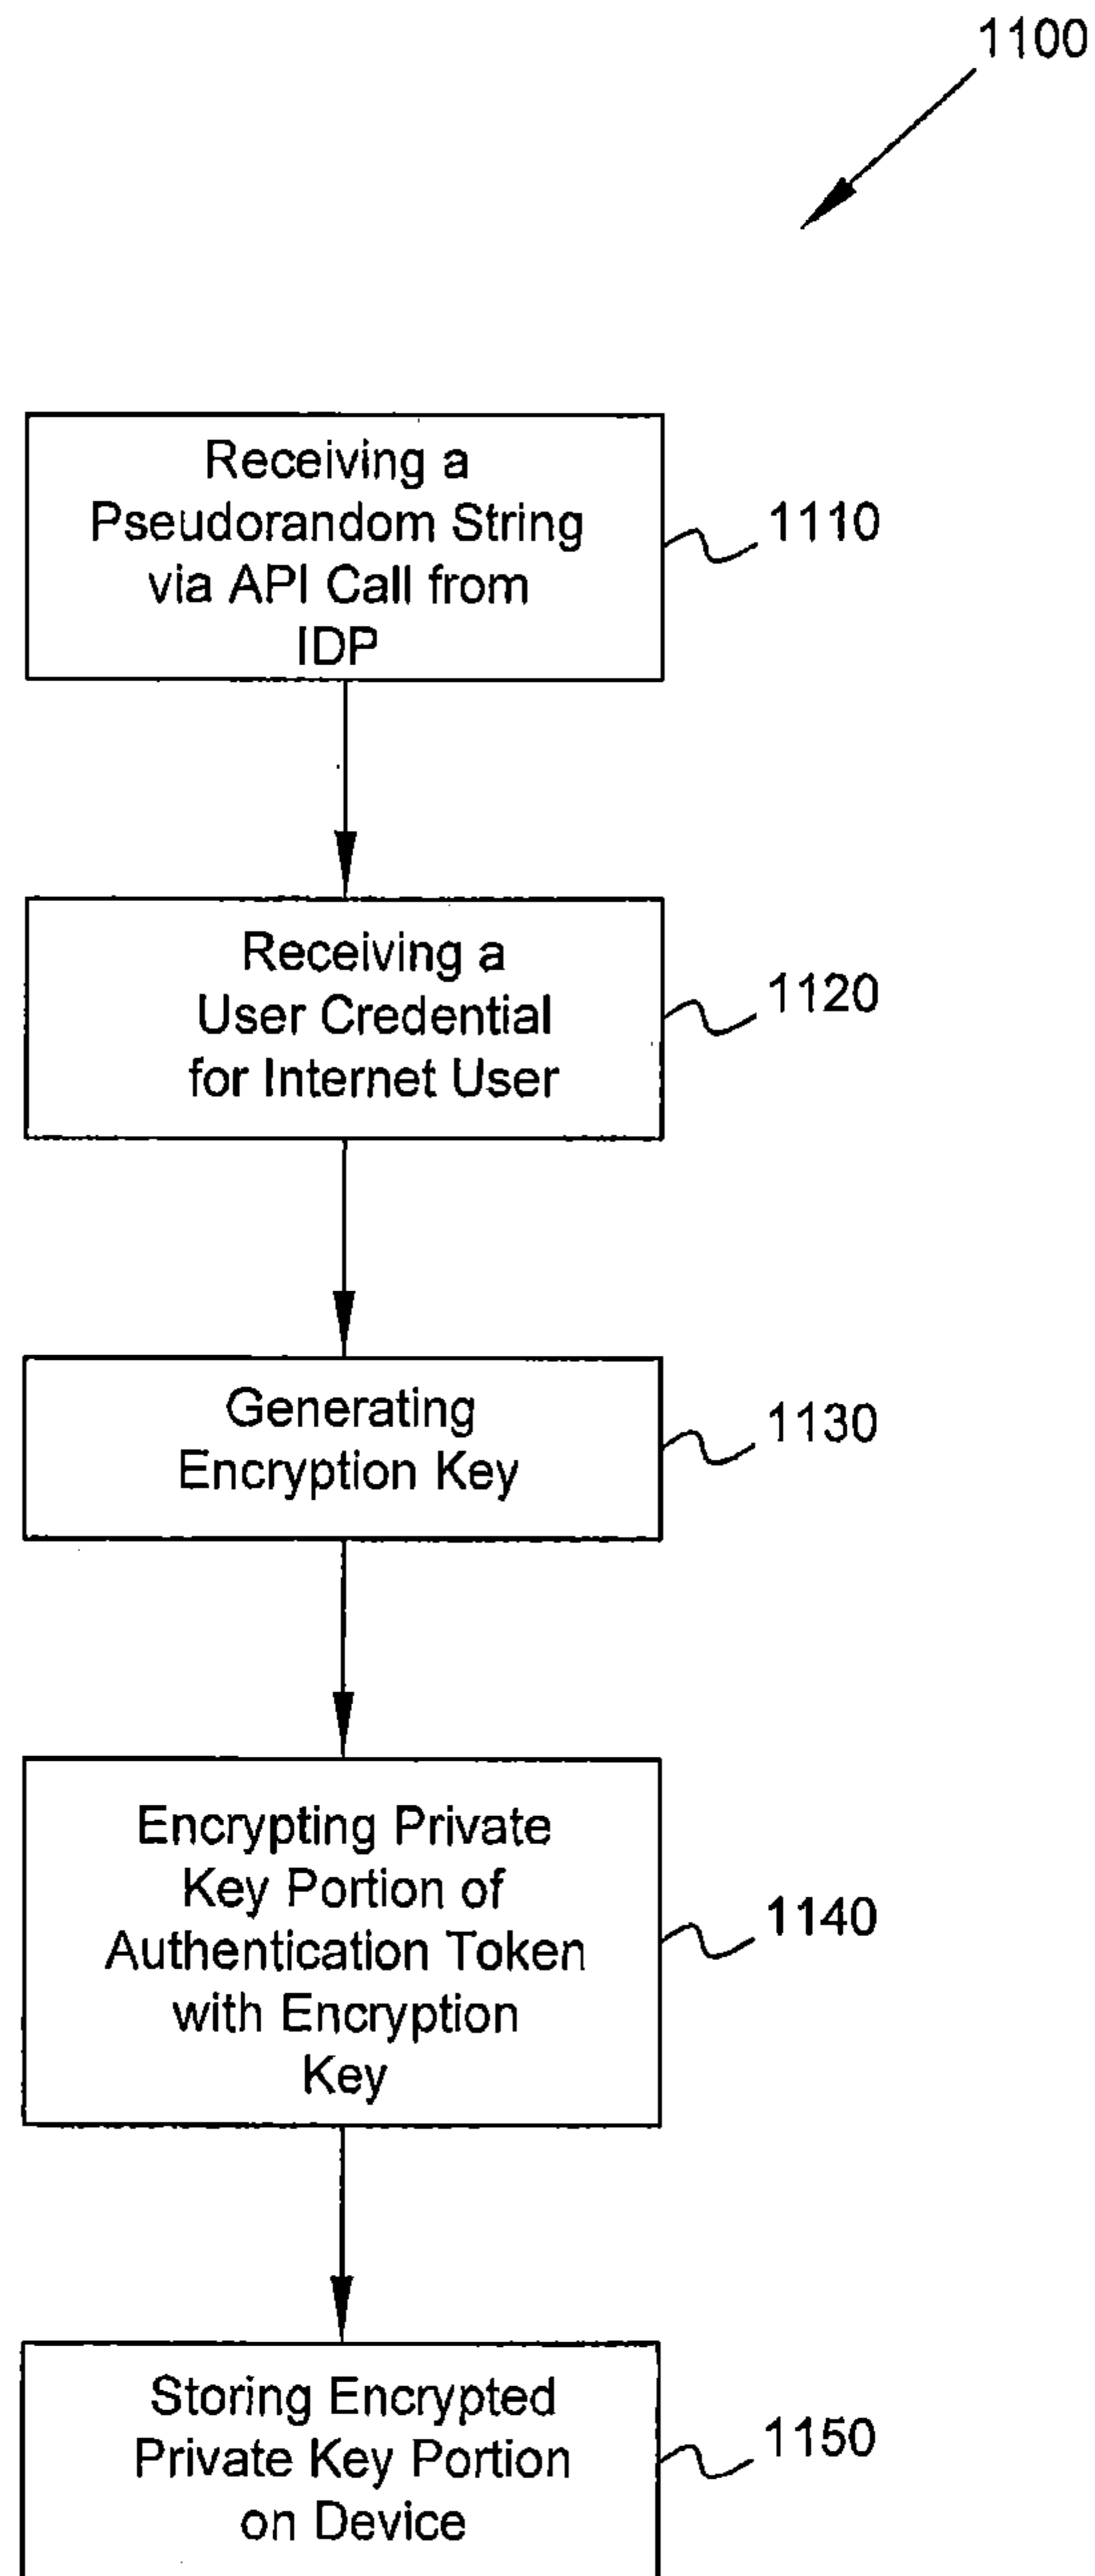 1100
Receiving a
Pseudorandom String
via API Call from
IDP
1110
Receiving a
User Credential
for Internet User
1120
Generating
Encryption Key
1130
Encrypting Private
Key Portion of
Authentication Token
with Encryption
Key
1140
Storing Encrypted
Private Key Portion
on Device
1150